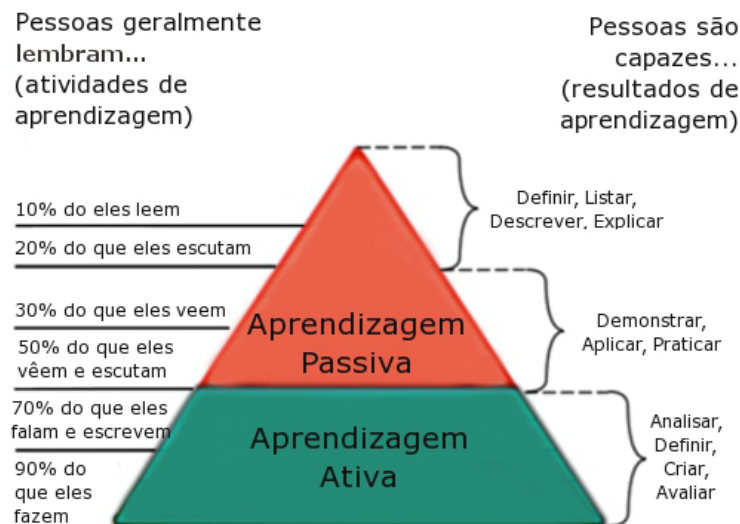 Pessoas geralmente
lembram...
(atividades de
aprendizagem)
Pessoas são
capazes...
(resultados de
aprendizagem)
10% do eles leem
20% do que eles escutam
30% do que eles veem
50% do que eles
vêem e escutam
70% do que eles
falam e escrevem
90% do
que eles
fazem
Aprendizagem
Passiva
Aprendizagem
Ativa
Definir, Listar,
Descrever, Explicar
Demonstrar,
Aplicar, Praticar
Analisar,
Definir,
Criar,
Avaliar